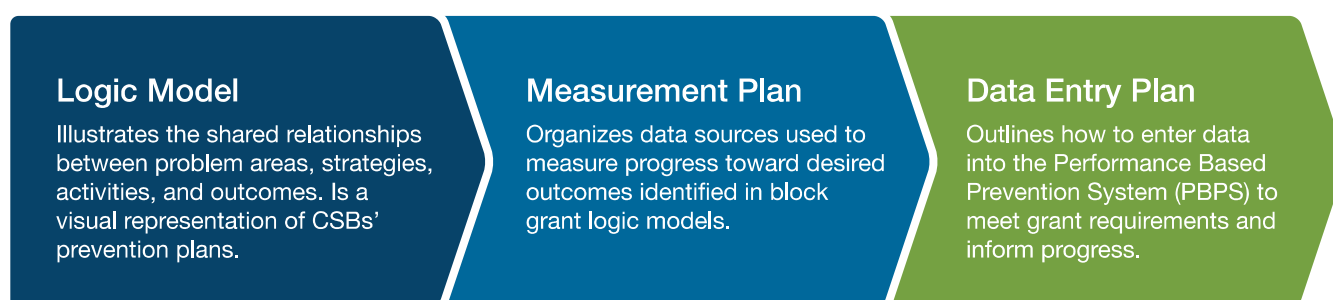 Logic Model
Illustrates the shared relationships
between problem areas, strategies,
activities, and outcomes. Is a
visual representation of CSBs’
prevention plans.
Measurement Plan
Organizes data sources used to
measure progress toward desired
outcomes identified in block
grant logic models.
Data Entry Plan
Outlines how to enter data
into the Performance Based
Prevention System (PBPS) to
meet grant requirements and
inform progress.